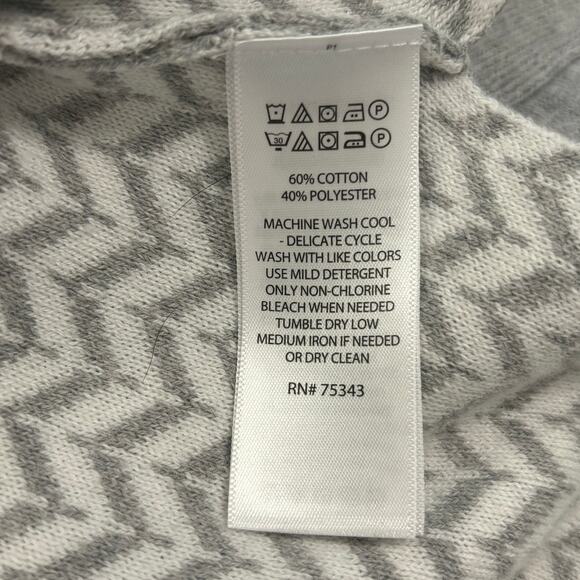 P
30 P
60% COTTON
40% POLYESTER
MACHINE WASH COOL
- DELICATE CYCLE
WASH WITH LIKE COLORS
USE MILD DETERGENT
ONLY NON-CHLORINE
BLEACH WHEN NEEDED
TUMBLE DRY LOW
MEDIUM IRON IF NEEDED
OR DRY CLEAN
RN# 75343